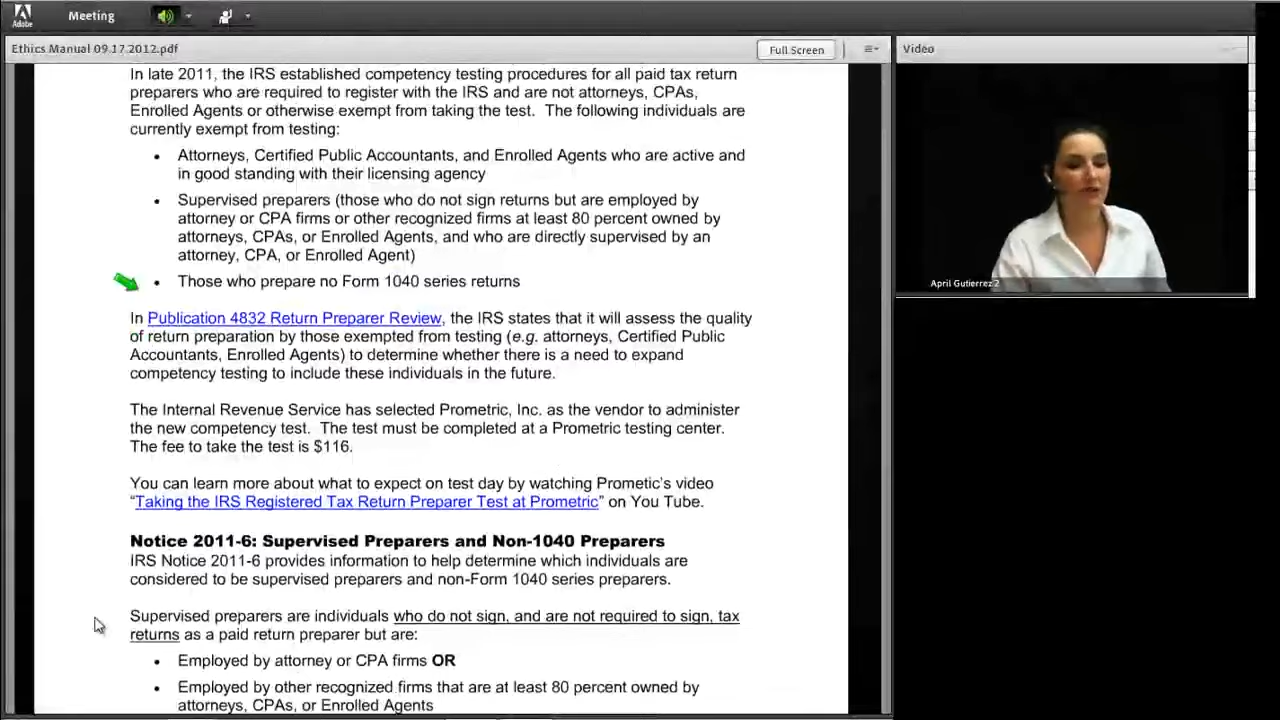 Adobe
Meeting
Ethics Manual 09.17.2012.pdf
Full Screen
Video
In late 2011, the IRS established competency testing procedures for all paid tax return
preparers who are required to register with the IRS and are not attorneys, CPAs,
Enrolled Agents or otherwise exempt from taking the test. The following individuals are
currently exempt from testing:
• Attorneys, Certified Public Accountants, and Enrolled Agents who are active and
in good standing with their licensing agency
• Supervised preparers (those who do not sign returns but are employed by
attorney or CPA firms or other recognized firms at least 80 percent owned by
attorneys, CPAs, or Enrolled Agents, and who are directly supervised by an
attorney, CPA, or Enrolled Agent)
• Those who prepare no Form 1040 series returns
In Publication 4832 Return Preparer Review, the IRS states that it will assess the quality
of return preparation by those exempted from testing (e.g. attorneys, Certified Public
Accountants, Enrolled Agents) to determine whether there is a need to expand
competency testing to include these individuals in the future.
The Internal Revenue Service has selected Prometric, Inc. as the vendor to administer
the new competency test. The test must be completed at a Prometric testing center.
The fee to take the test is $116.
You can learn more about what to expect on test day by watching Prometic's video
“Taking the IRS Registered Tax Return Preparer Test at Prometric” on You Tube.
Notice 2011-6: Supervised Preparers and Non-1040 Preparers
IRS Notice 2011-6 provides information to help determine which individuals are
considered to be supervised preparers and non-Form 1040 series preparers.
Supervised preparers are individuals who do not sign, and are not required to sign, tax
returns as a paid return preparer but are:
• Employed by attorney or CPA firms OR
• Employed by other recognized firms that are at least 80 percent owned by
attorneys, CPAs, or Enrolled Agents
April Gutierrez 2